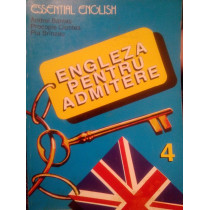 ESSENTIAL ENGLISH
ENGLEZA
PENTRU
ADMITERE
4